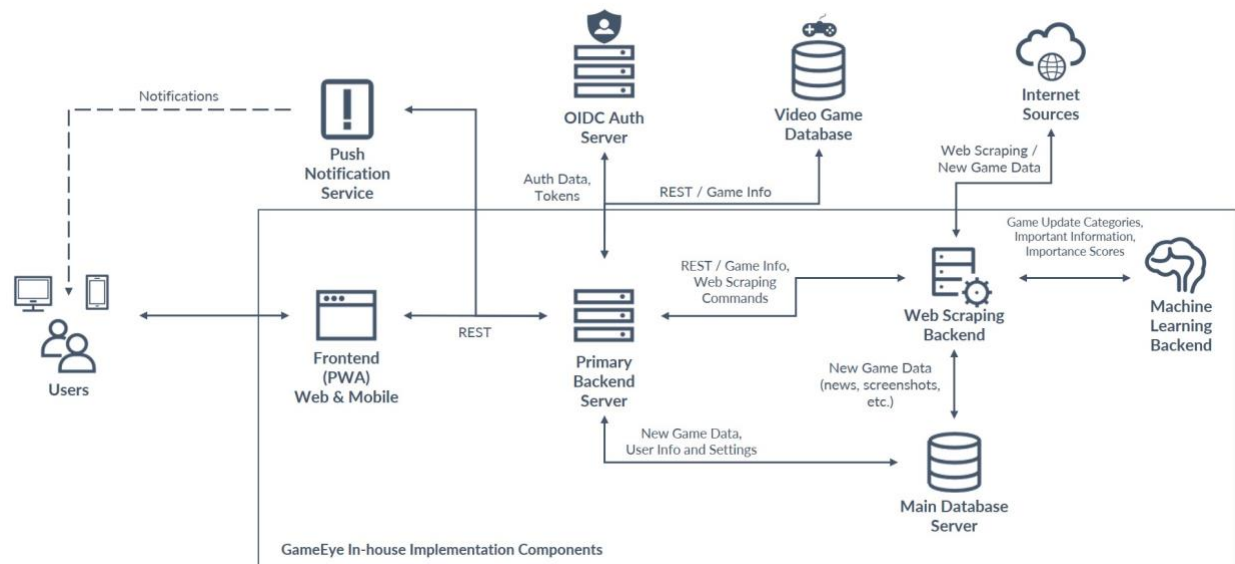 Notifications
Push
Notification
Service
OIDC Auth
Server
Video Game
Database
Internet
Sources
Auth Data,
Tokens
REST / Game Info
Web Scraping /
New Game Data
Game Update Categories,
Important Information,
Importance Scores
Users
Frontend
(PWA)
Web & Mobile
REST
Primary
Backend
Server
REST / Game Info,
Web Scraping
Commands
Web Scraping
Backend
Machine
Learning
Backend
New Game Data
(news, screenshots,
etc.)
New Game Data,
User Info and Settings
Main Database
Server
GameEye In-house Implementation Components